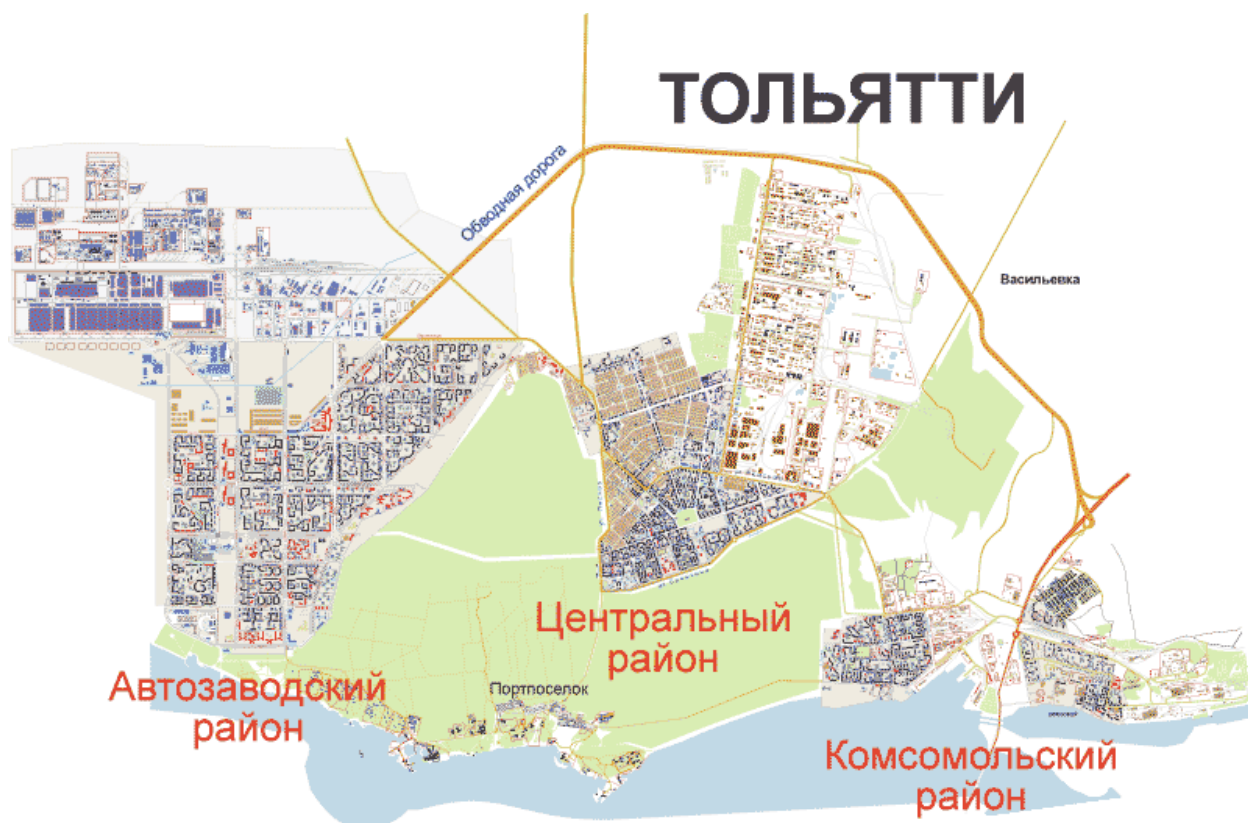 ТОЛЬЯТТИ
Обводная дорога
Васильевка
Центральный
район
Автозаводский
район
Портпоселок
Комсомольский
район